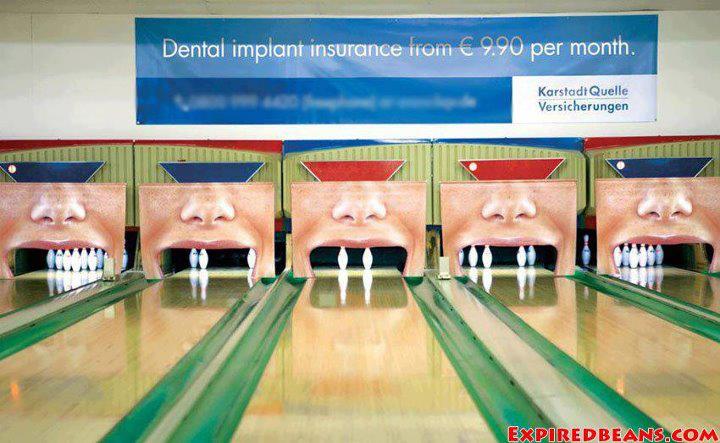 Dental implant insurance from € 9.90 per month.
KarstadtQuelle
Versicherungen
EXPIREDBEANS.COM